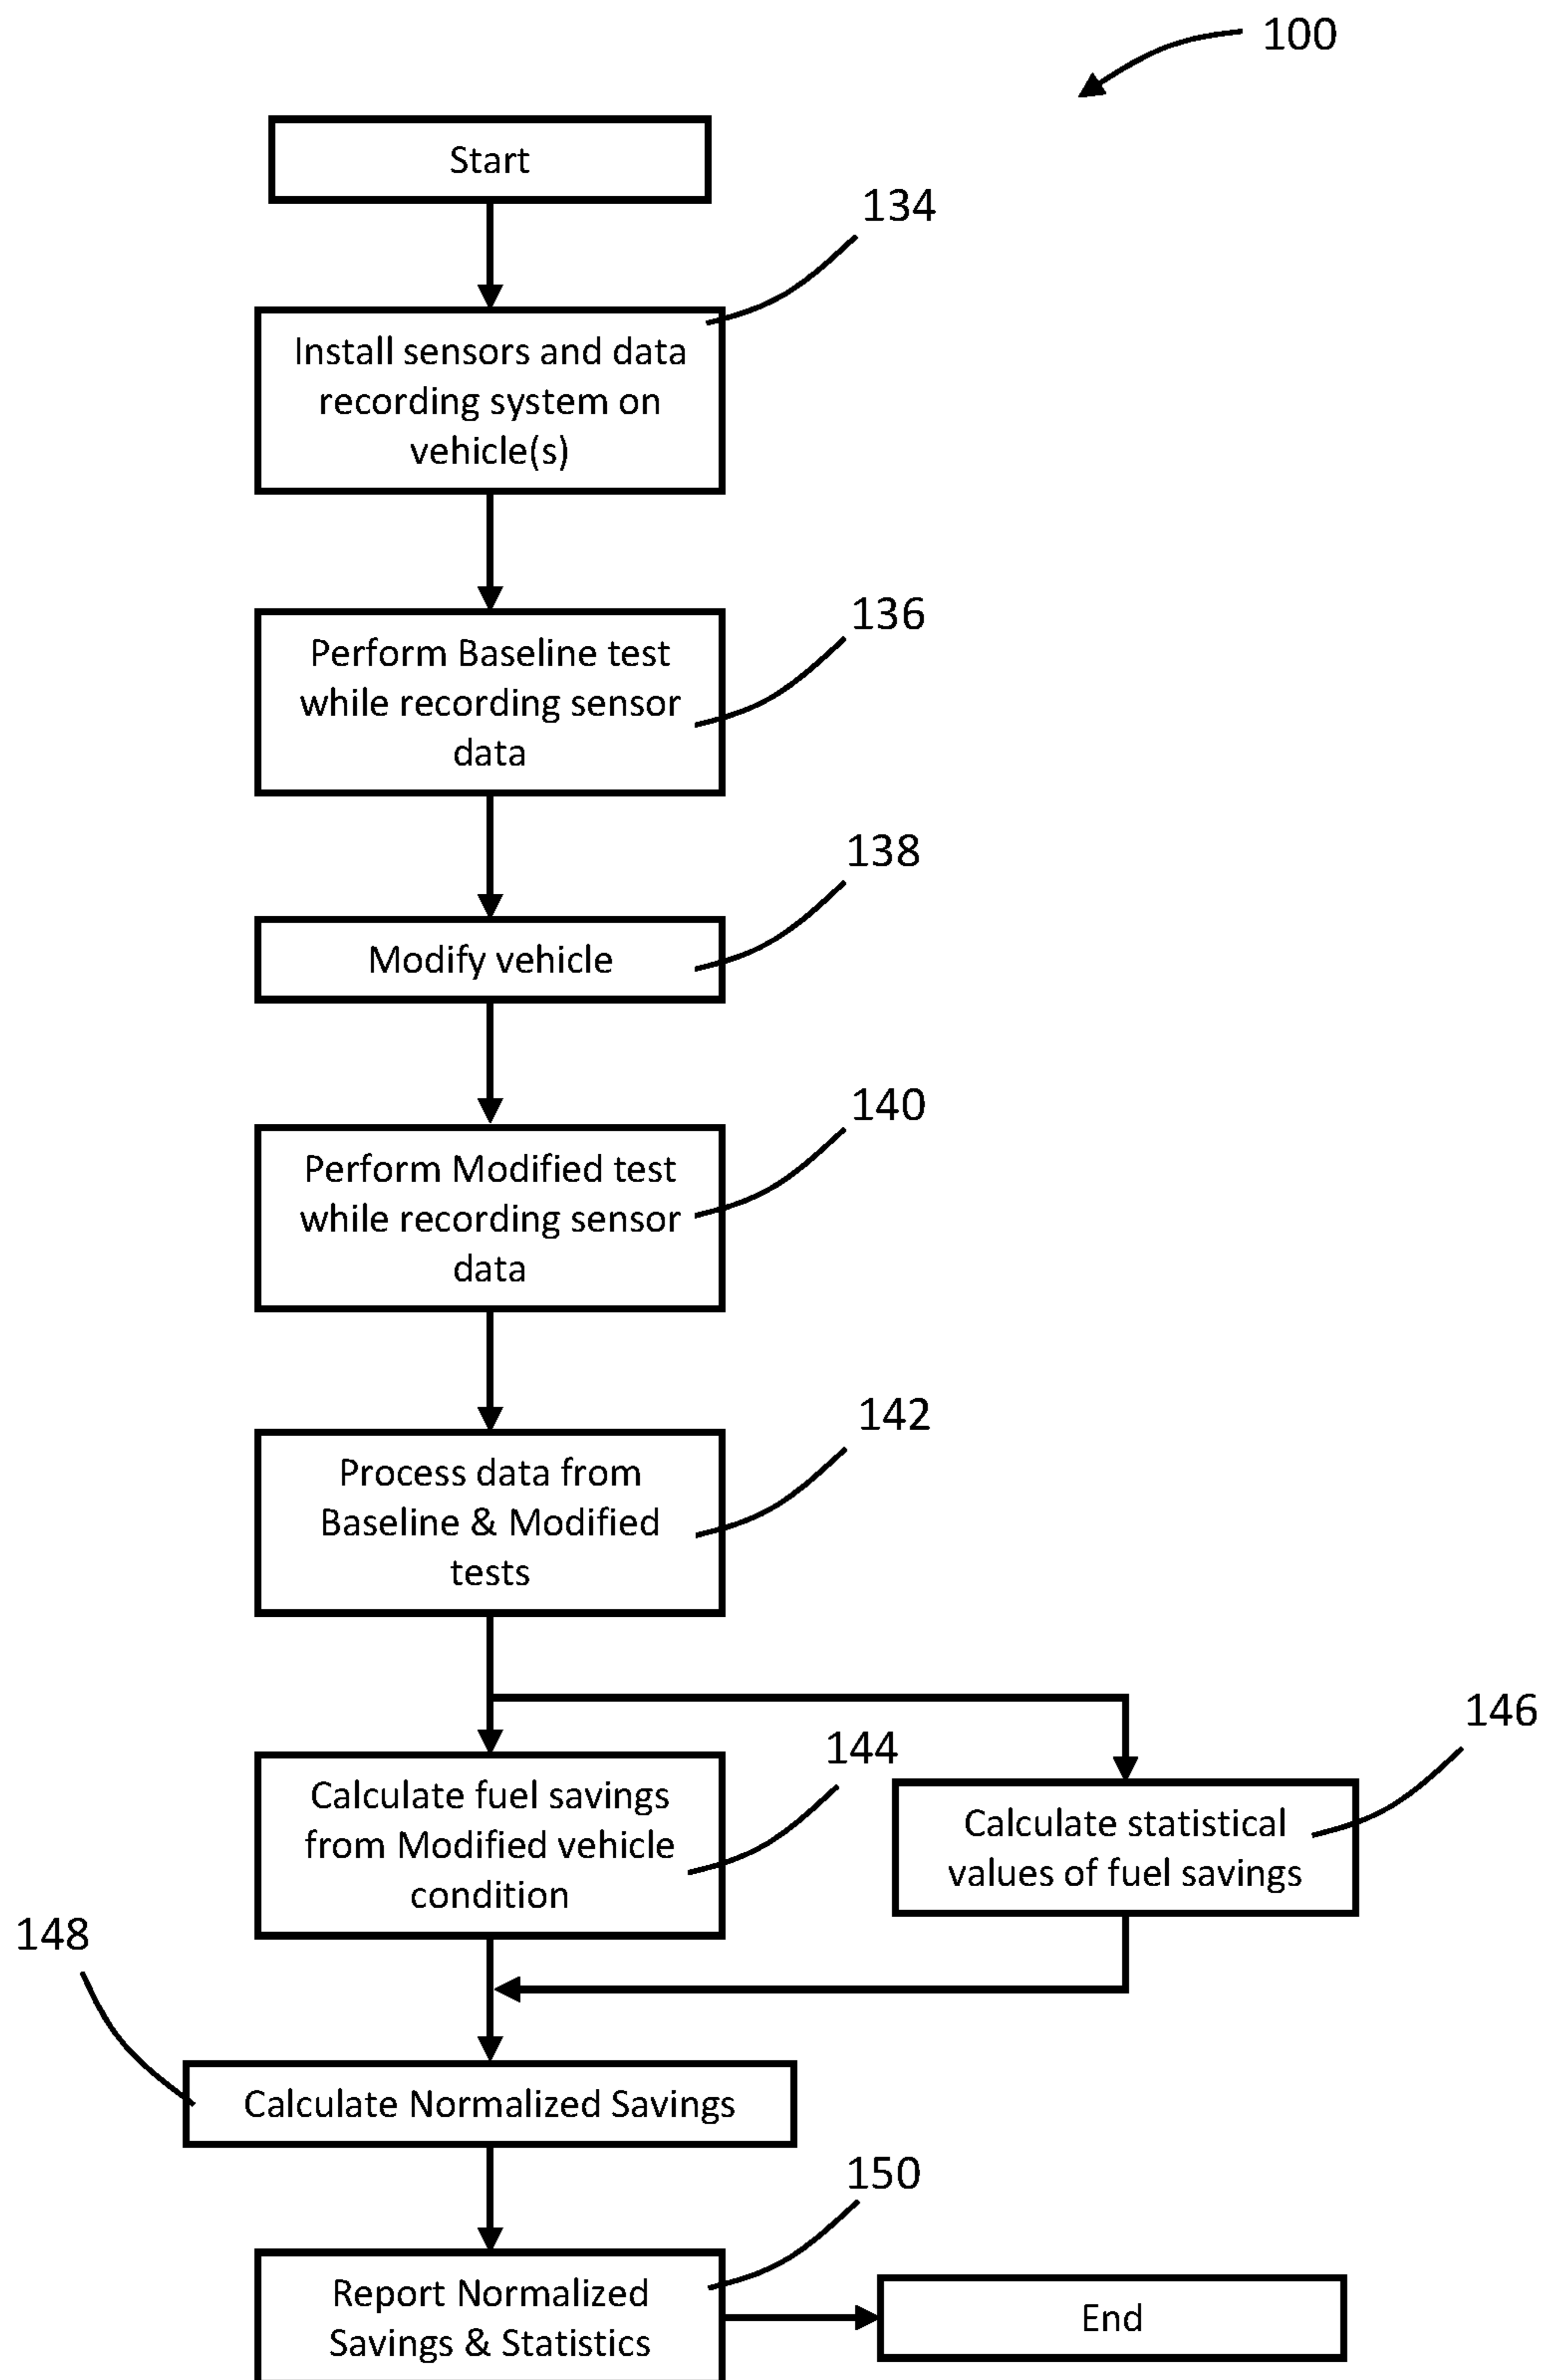 100
Start
134
Install sensors and data
recording system on
vehicle(s)
136
Perform Baseline test
while recording sensor
data
138
Modify vehicle
140
Perform Modified test
while recording sensor
data
142
Process data from
Baseline & Modified
tests
146
144
Calculate fuel savings
from Modified vehicle
condition
Calculate statistical
values of fuel savings
148
Calculate Normalized Savings
150
Report Normalized
Savings & Statistics
End